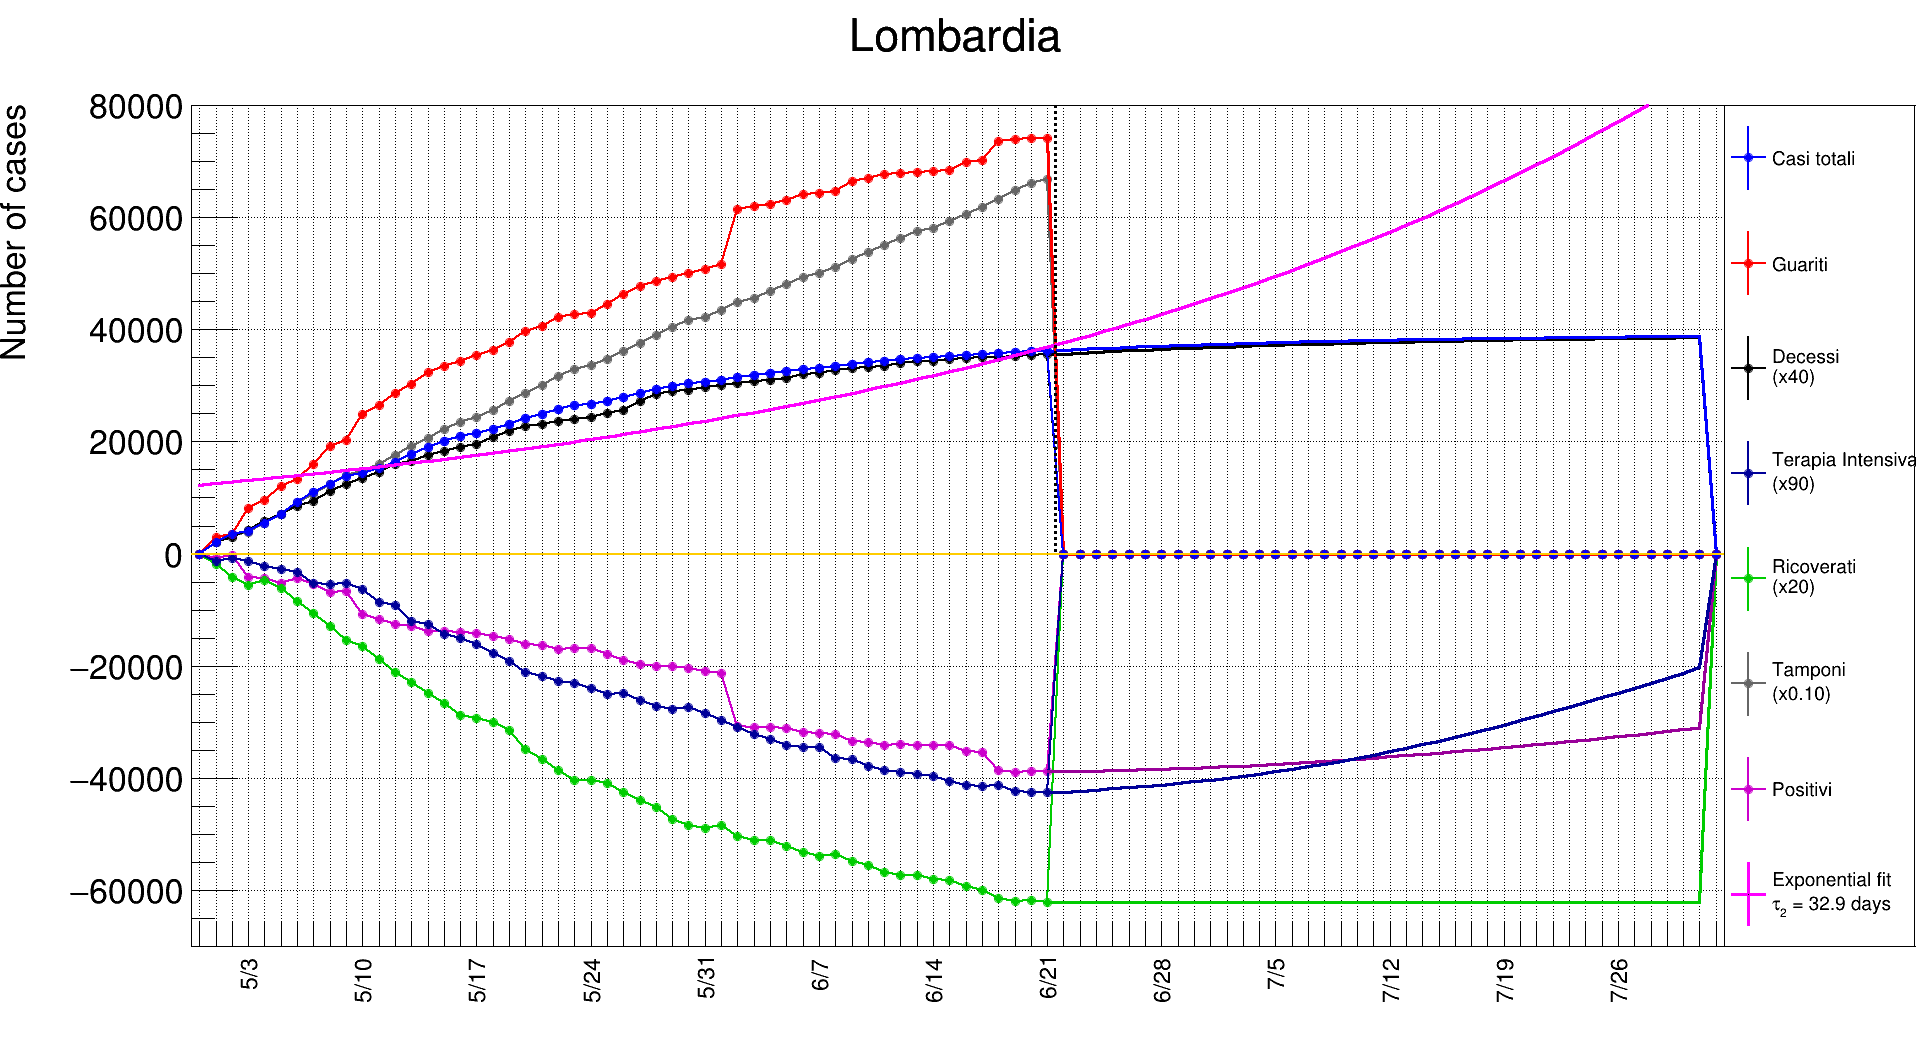 Lombardia
Number of cases
80000
60000
40000
20000
0
−20000
−40000
−60000
5/3
5/10
5/17
5/24
5/31
6/7
6/14
6/21
6/28
7/5
7/12
7/19
7/26
Casi totali
Guariti
Decessi
(x40)
Terapia Intensiva
(x90)
Ricoverati
(x20)
Tamponi
(x0.10)
Positivi
Exponential fit
τ2 = 32.9 days